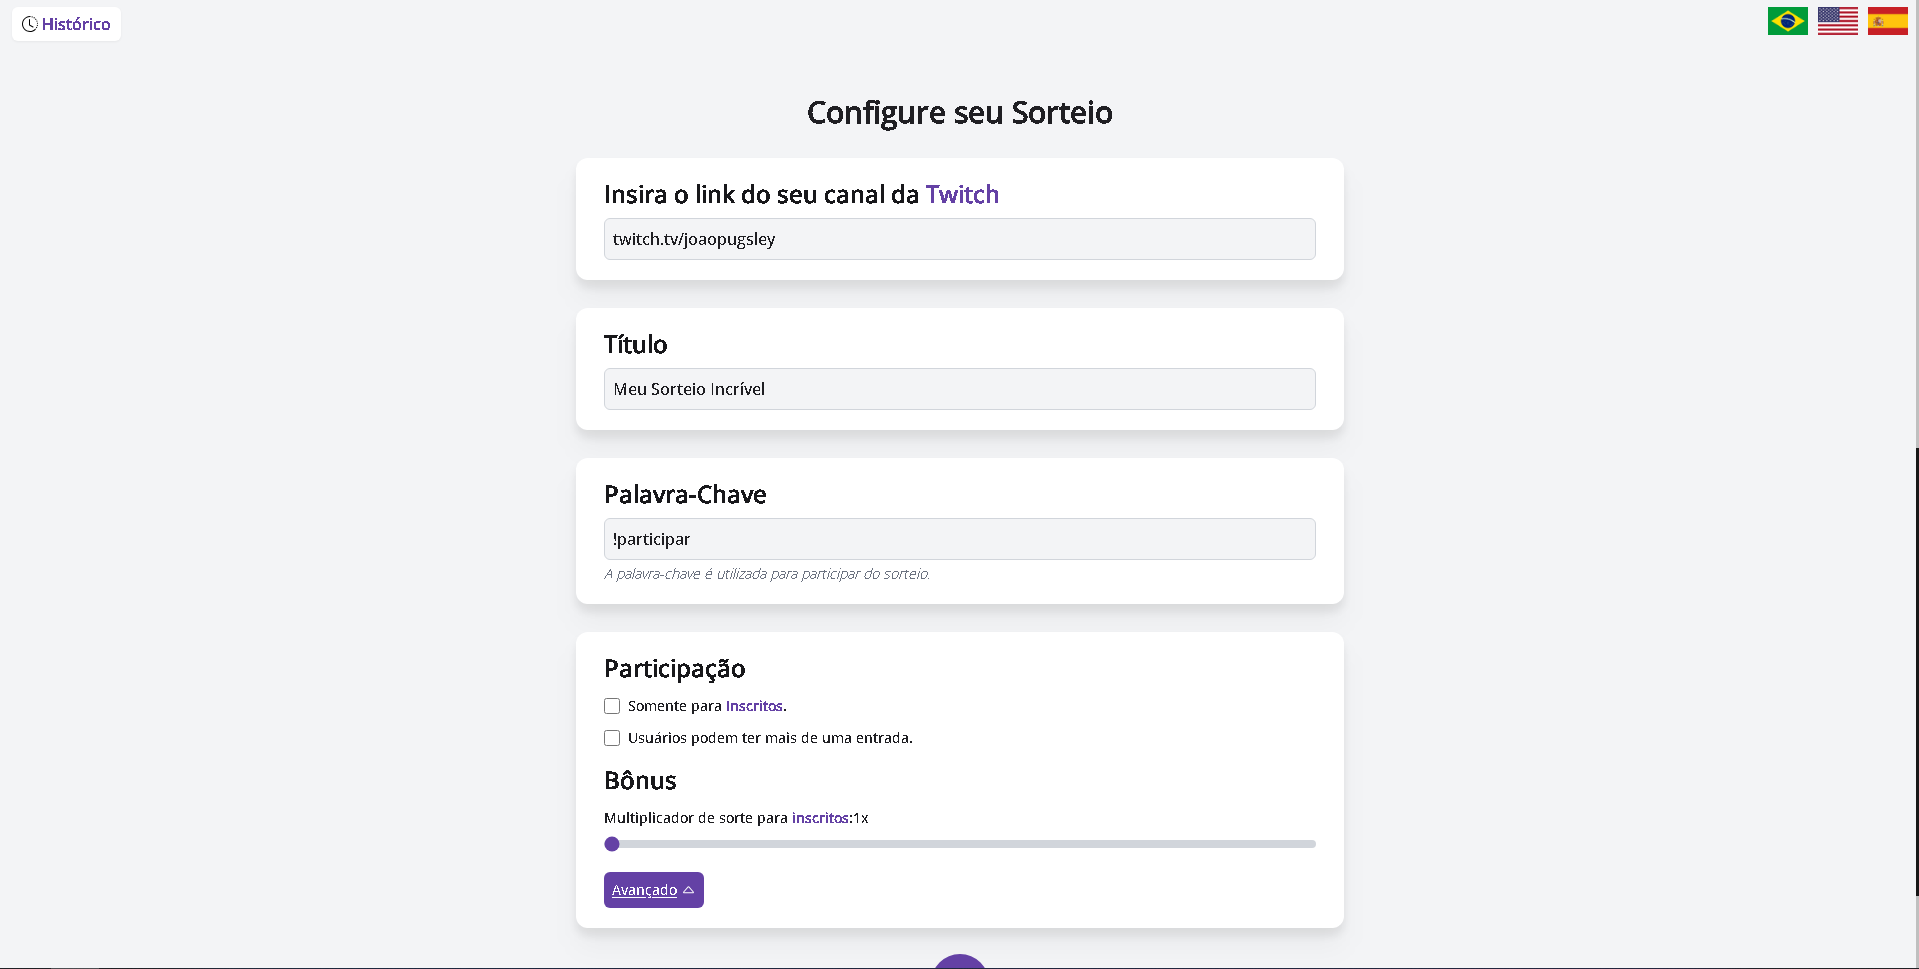 Histórico
Configure seu Sorteio
Insira o link do seu canal da Twitch
twitch.tv/joaopugsley
Título
Meu Sorteio Incrível
Palavra-Chave
!participar
A palavra-chave é utilizada para participar do sorteio.
Participação
Somente para Inscritos.
Usuários podem ter mais de uma entrada.
Bônus
Multiplicador de sorte para inscritos:1x
Avançado